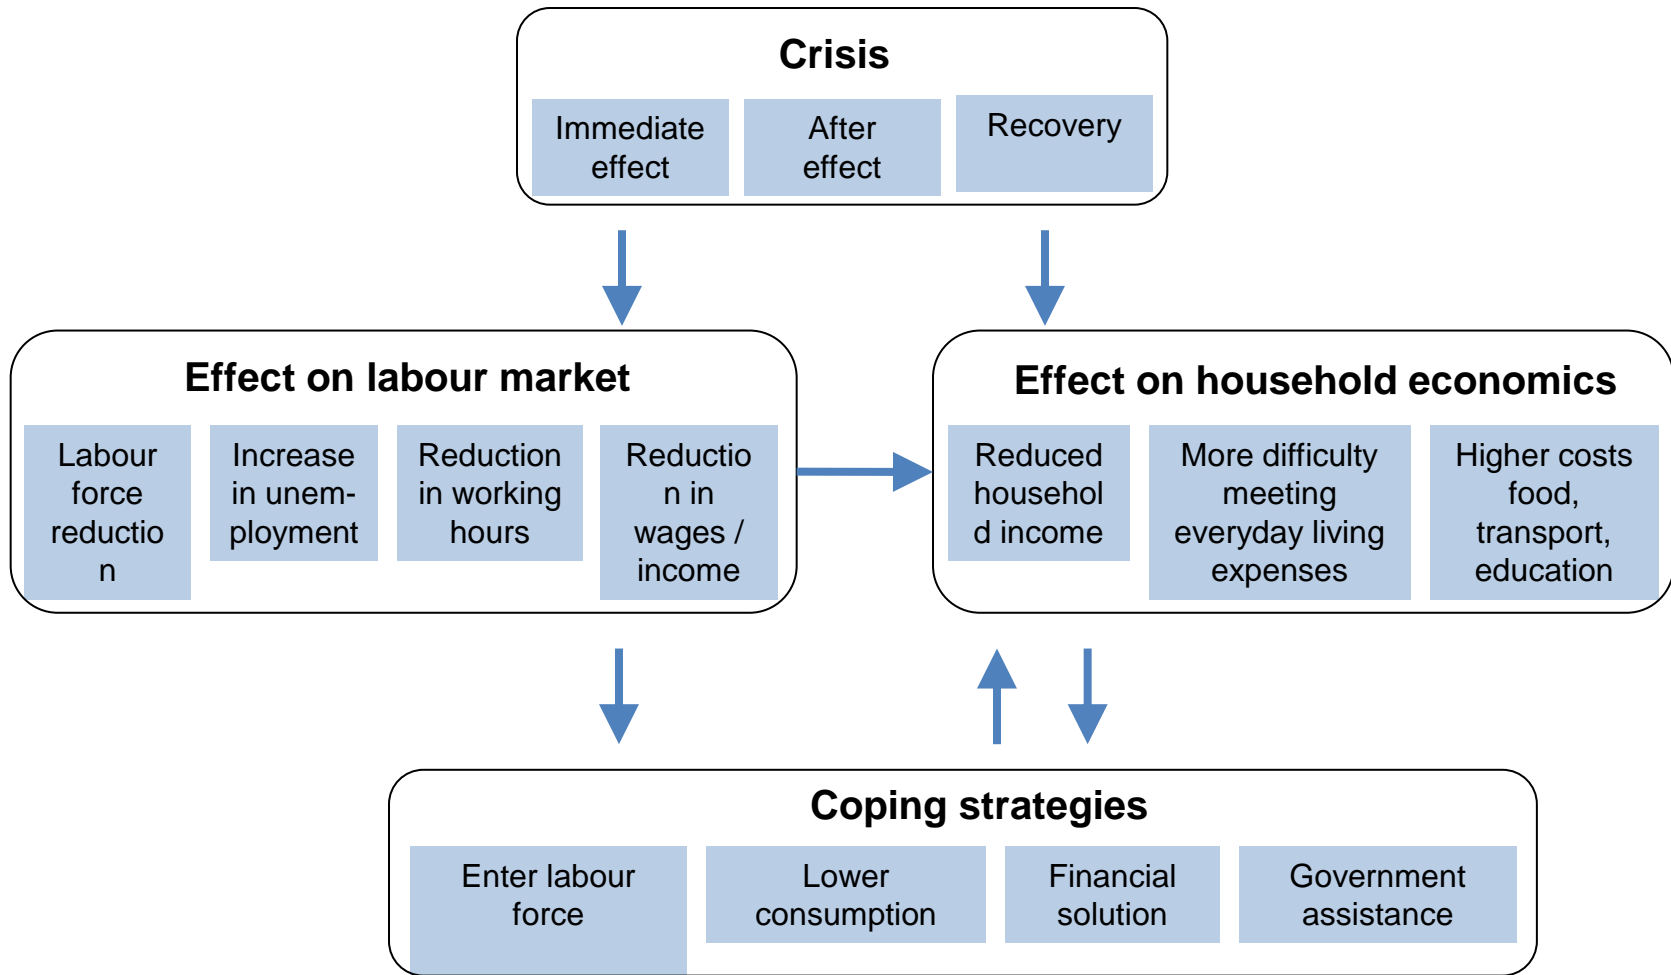 Crisis
Immediate
effect
After
effect
Recovery
Effect on labour market
Labour
force
reductio
n
Increase
in unem-
ployment
Reduction
in working
hours
Reductio
n in
wages /
income
Effect on household economics
Reduced
househol
d income
More difficulty
meeting
everyday living
expenses
Higher costs
food,
transport,
education
Coping strategies
Enter labour
force
Lower
consumption
Financial
solution
Government
assistance